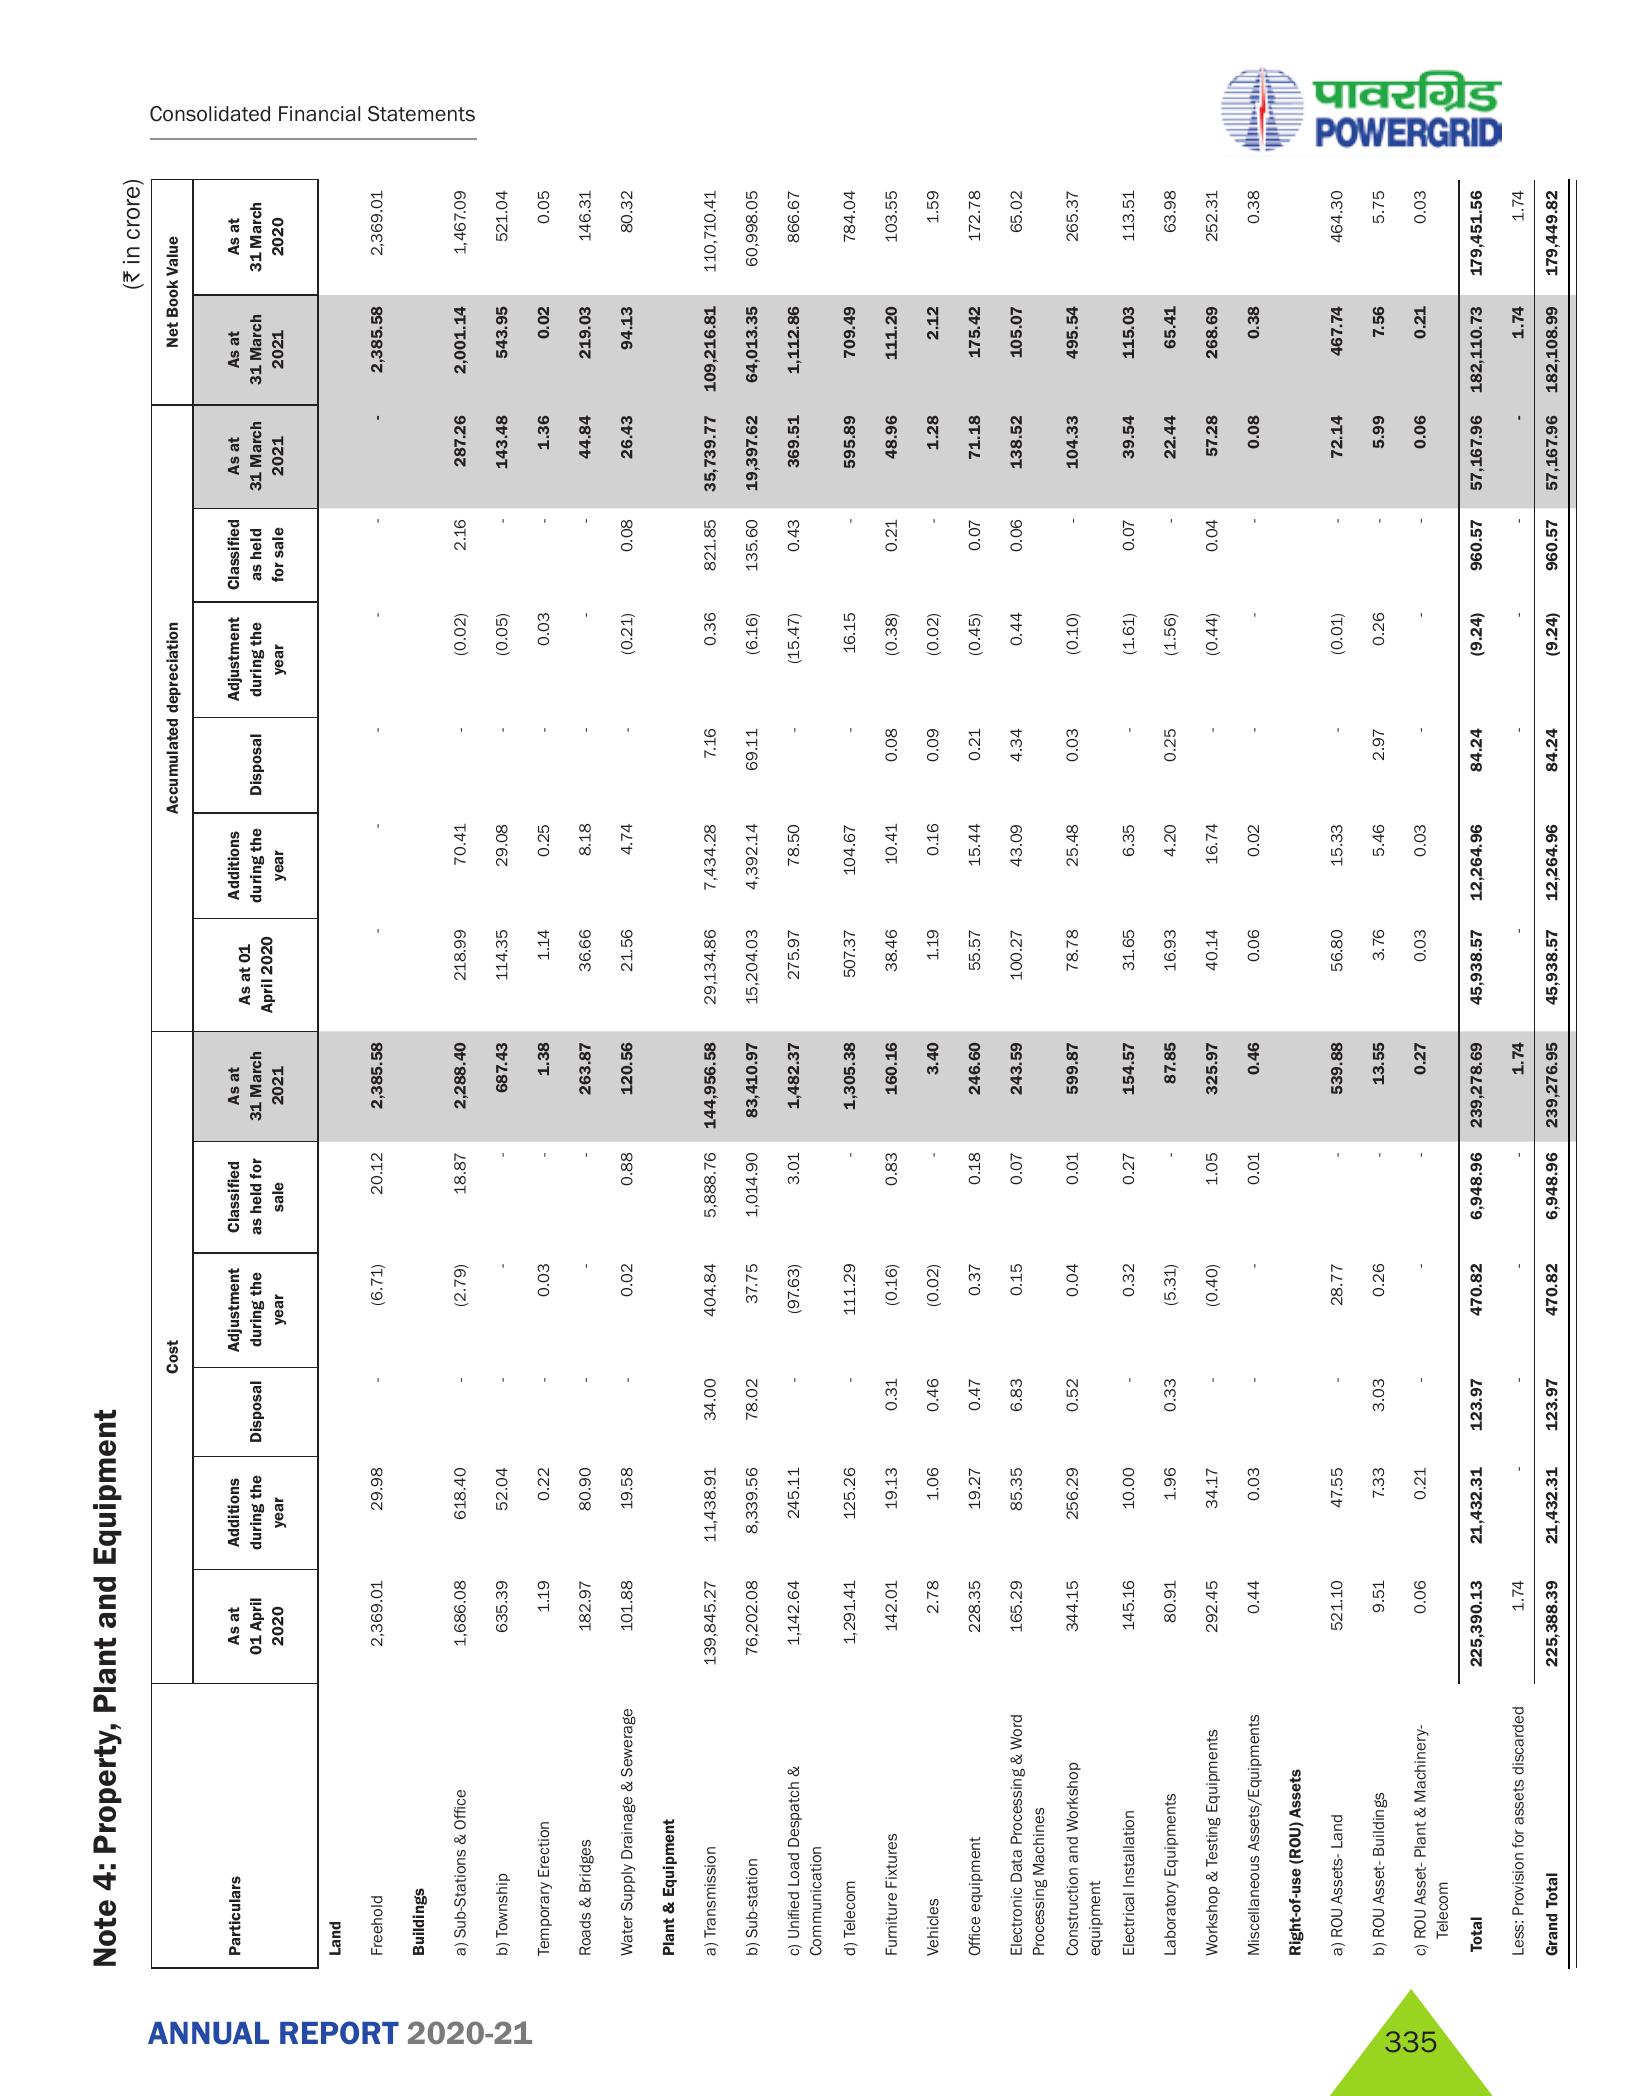 Consolidated Financial Statements
पावरग्रिड
POWERGRID
Note 4: Property, Plant and Equipment
(₹ in crore)
Particulars Cost Accumulated depreciation Net Book Value
As at 01 April 2020 Additions during the year Disposal Adjustment during the year Classified as held for sale As at 31 March 2021 As at 01 April 2020 Additions during the year Disposal Adjustment during the year Classified as held for sale As at 31 March 2021 As at 31 March 2021 As at 31 March 2020
Land
Freehold 2,369.01 29.98 - (6.71) 20.12 2,385.58 - - - - - - 2,385.58 2,369.01
Buildings
a) Sub-Stations & Office 1,686.08 618.40 - (2.79) 18.87 2,288.40 218.99 70.41 - (0.02) 2.16 287.26 2,001.14 1,467.09
b) Township 635.39 52.04 - - - 687.43 114.35 29.08 - (0.05) - 143.48 543.95 521.04
Temporary Erection 1.19 0.22 - 0.03 - 1.38 1.14 0.25 - 0.03 - 1.36 0.02 0.05
Roads & Bridges 182.97 80.90 - - - 263.87 36.66 8.18 - - - 44.84 219.03 146.31
Water Supply Drainage & Sewerage 101.88 19.58 - 0.02 0.88 120.56 21.56 4.74 - (0.21) 0.08 26.43 94.13 80.32
Plant & Equipment
a) Transmission 139,845.27 11,438.91 34.00 404.84 5,888.76 144,956.58 29,134.86 7,434.28 7.16 0.36 821.85 35,739.77 109,216.81 110,710.41
b) Sub-station 76,202.08 8,339.56 78.02 37.75 1,014.90 83,410.97 15,204.03 4,392.14 69.11 (6.16) 135.60 19,397.62 64,013.35 60,998.05
c) Unified Load Despatch &
Communication 1,142.64 245.11 - (97.63) 3.01 1,482.37 275.97 78.50 - (15.47) 0.43 369.51 1,112.86 866.67
d) Telecom 1,291.41 125.26 - 111.29 - 1,305.38 507.37 104.67 - 16.15 - 595.89 709.49 784.04
Furniture Fixtures 142.01 19.13 0.31 (0.16) 0.83 160.16 38.46 10.41 0.08 (0.38) 0.21 48.96 111.20 103.55
Vehicles 2.78 1.06 0.46 (0.02) - 3.40 1.19 0.16 0.09 (0.02) - 1.28 2.12 1.59
Office equipment 228.35 19.27 0.47 0.37 0.18 246.60 55.57 15.44 0.21 (0.45) 0.07 71.18 175.42 172.78
Electronic Data Processing & Word
Processing Machines 165.29 85.35 6.83 0.15 0.07 243.59 100.27 43.09 4.34 0.44 0.06 138.52 105.07 65.02
Construction and Workshop
equipment 344.15 256.29 0.52 0.04 0.01 599.87 78.78 25.48 0.03 (0.10) - 104.33 495.54 265.37
Electrical Installation 145.16 10.00 - 0.32 0.27 154.57 31.65 6.35 - (1.61) 0.07 39.54 115.03 113.51
Laboratory Equipments 80.91 1.96 0.33 (5.31) - 87.85 16.93 4.20 0.25 (1.56) - 22.44 65.41 63.98
Workshop & Testing Equipments 292.45 34.17 - (0.40) 1.05 325.97 40.14 16.74 - (0.44) 0.04 57.28 268.69 252.31
Miscellaneous Assets/Equipments 0.44 0.03 - - 0.01 0.46 0.06 0.02 - - - 0.08 0.38 0.38
Right-of-use (ROU) Assets
a) ROU Assets- Land 521.10 47.55 - 28.77 - 539.88 56.80 15.33 - (0.01) - 72.14 467.74 464.30
b) ROU Asset- Buildings 9.51 7.33 3.03 0.26 - 13.55 3.76 5.46 2.97 0.26 - 5.99 7.56 5.75
c) ROU Asset- Plant & Machinery-
Telecom 0.06 0.21 - - - 0.27 0.03 0.03 - - - 0.06 0.21 0.03
Total 225,390.13 21,432.31 123.97 470.82 6,948.96 239,278.69 45,938.57 12,264.96 84.24 (9.24) 960.57 57,167.96 182,110.73 179,451.56
Less: Provision for assets discarded 1.74 - - - - 1.74 - - - - - 1.74 1.74
Grand Total 225,388.39 21,432.31 123.97 470.82 6,948.96 239,276.95 45,938.57 12,264.96 84.24 (9.24) 960.57 57,167.96 182,108.99 179,449.82
ANNUAL REPORT 2020-21
335